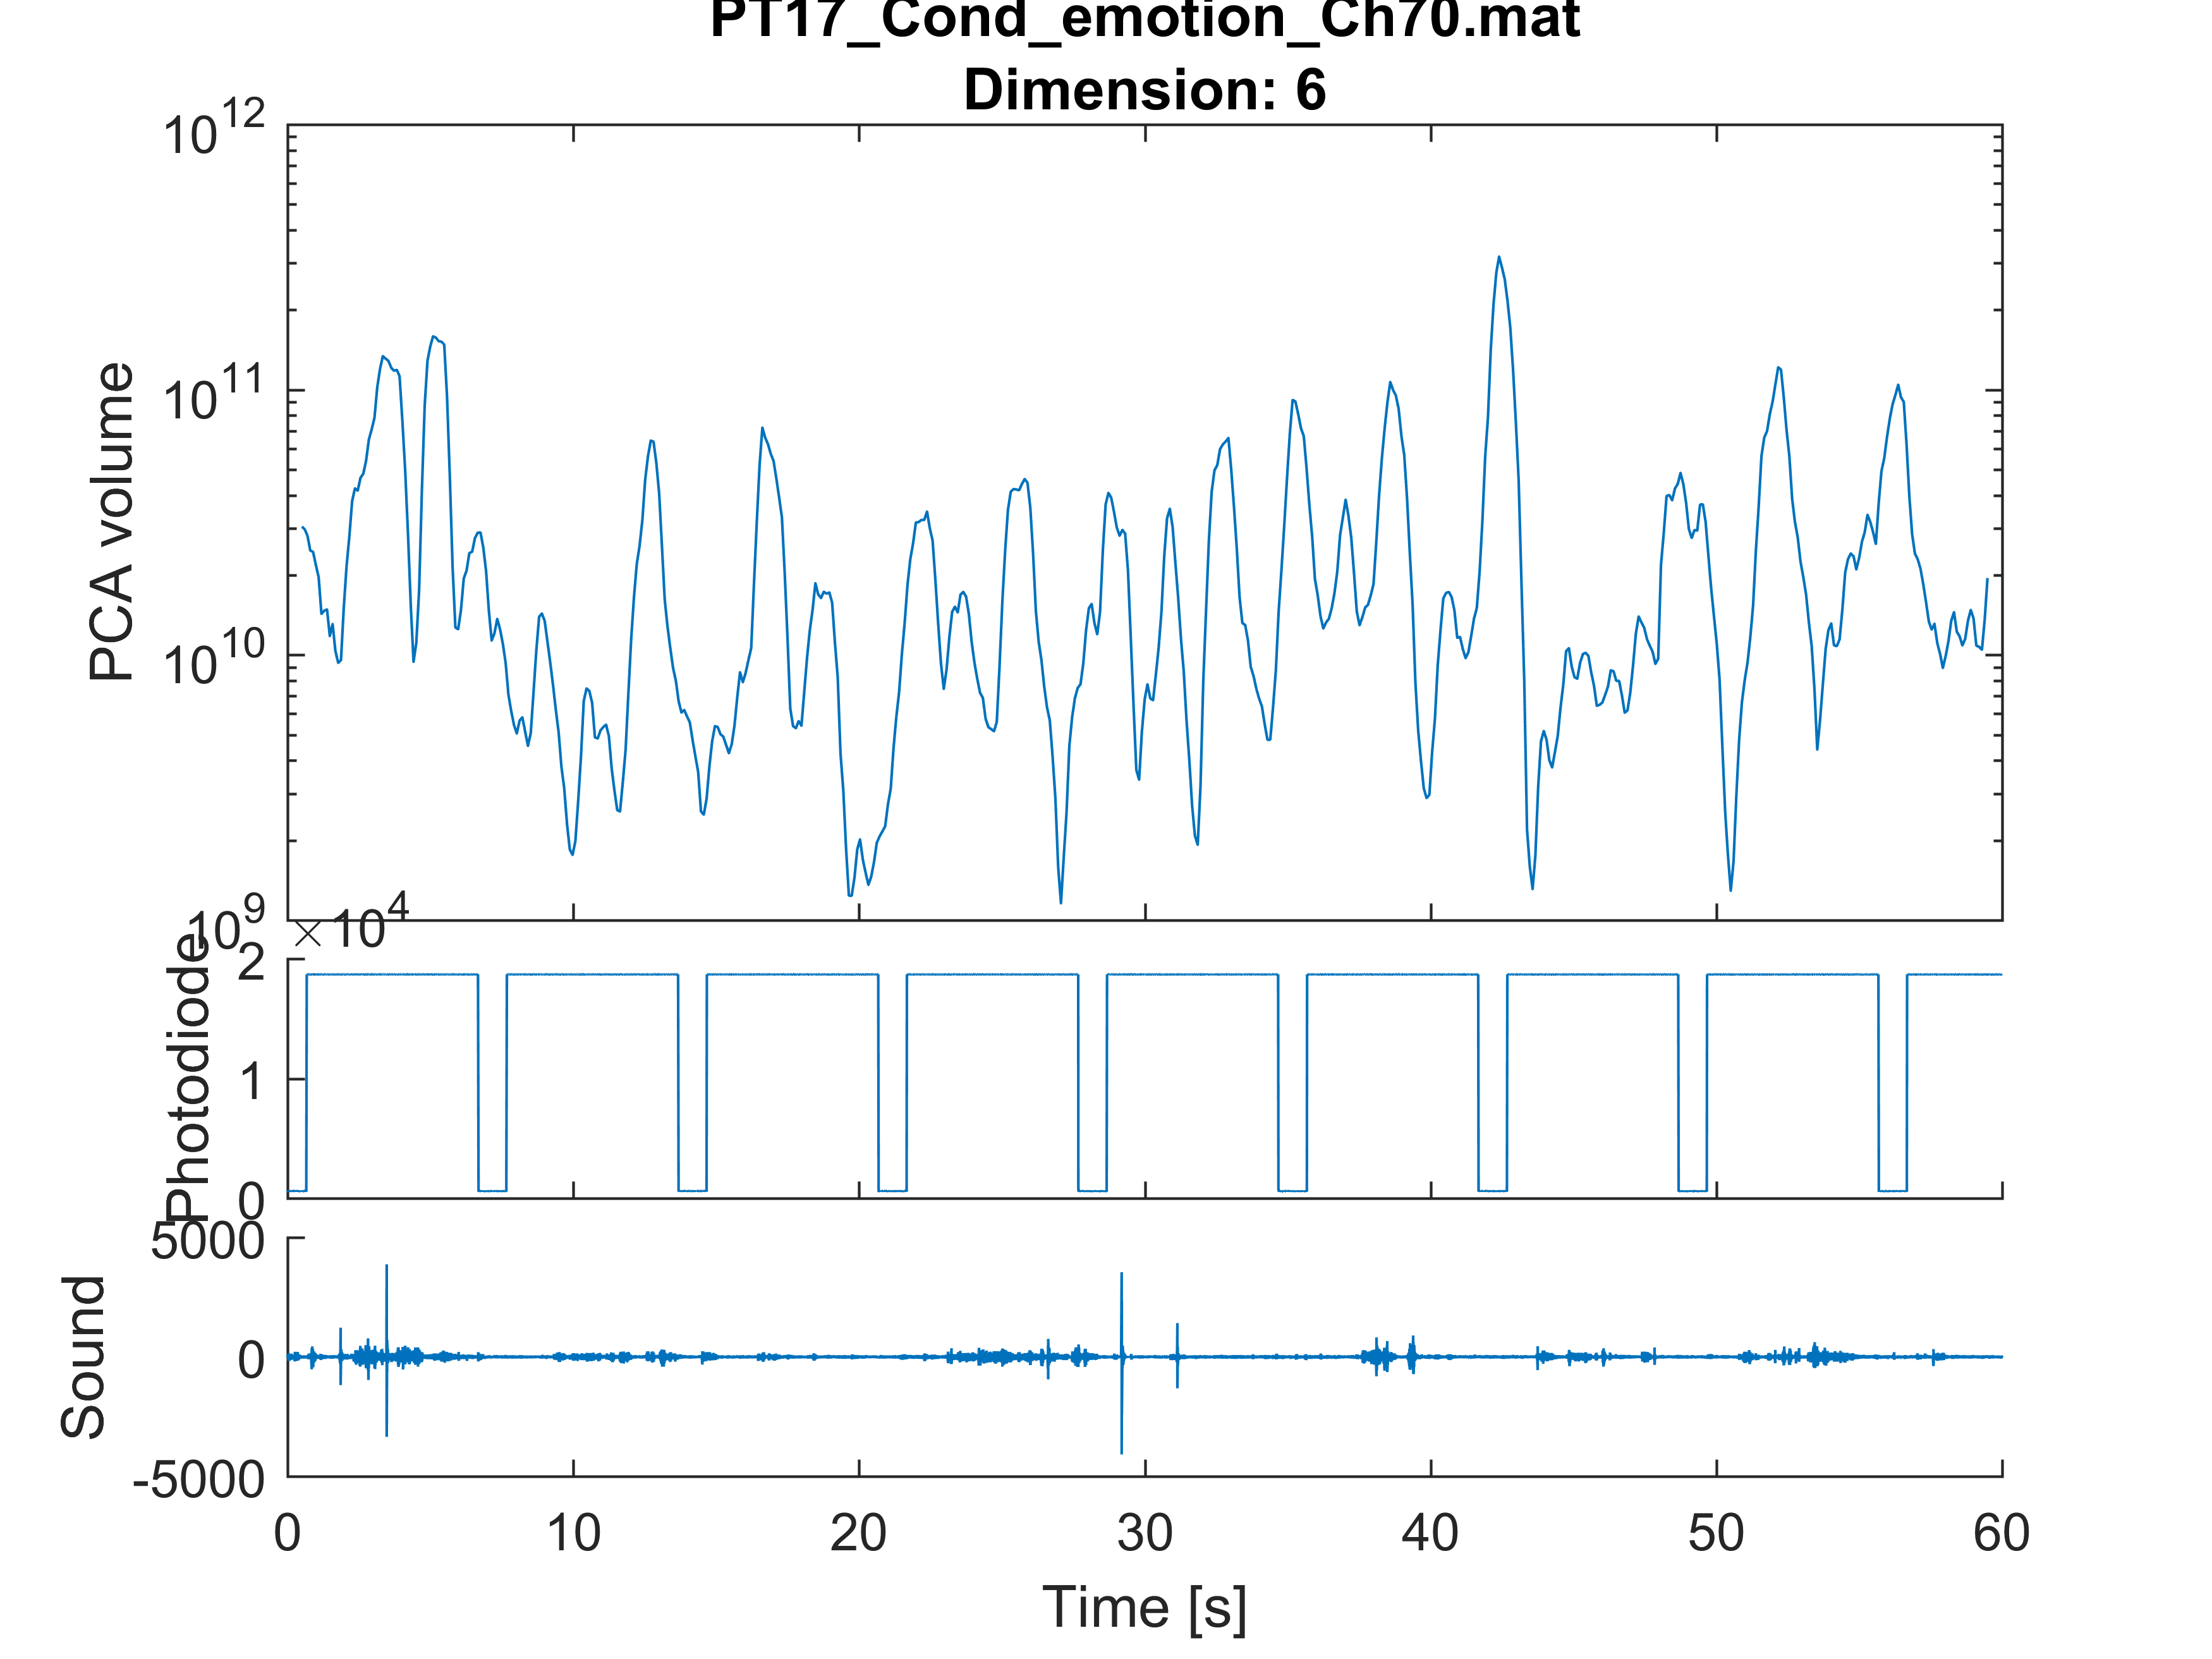 PT17_Cond_emotion_Ch70.mat
Dimension: 6
10^12
10^11
10^10
10^9
PCA volume
× 10^4
2
1
0
Photodiode
5000
0
-5000
Sound
0 10 20 30 40 50 60
Time [s]